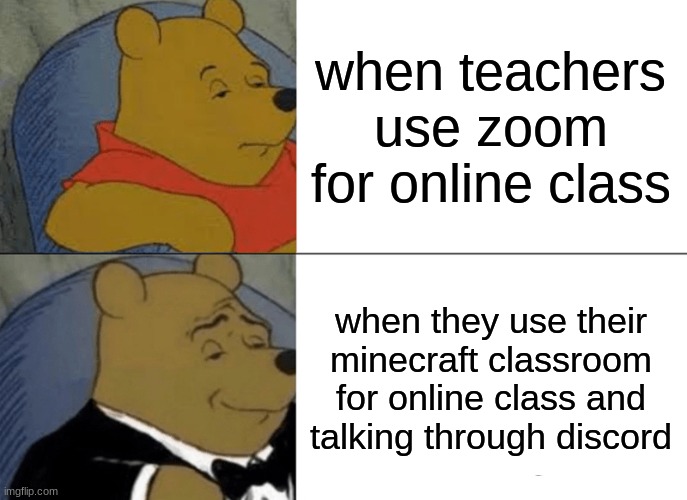 when teachers
use zoom
for online class
when they use their
minecraft classroom
for online class and
talking through discord
imgflip.com